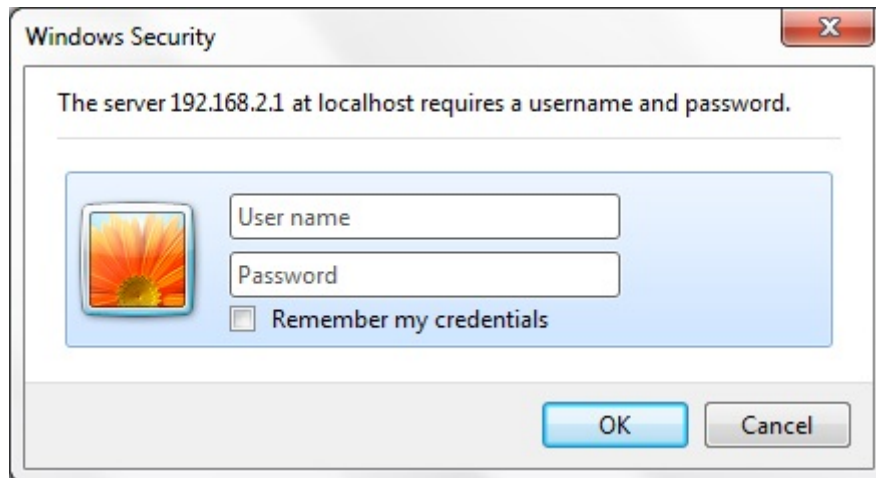 Windows Security
The server 192.168.2.1 at localhost requires a username and password.
User name
Password
Remember my credentials
OK
Cancel